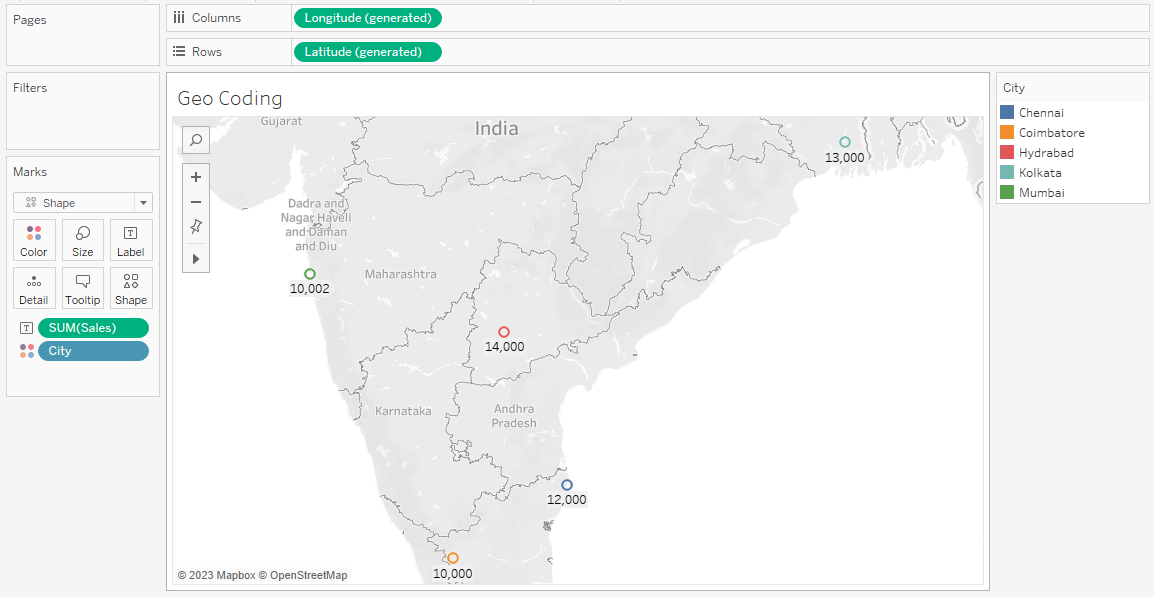 Pages
Columns
Longitude (generated)
Rows
Latitude (generated)
Filters
Marks
Shape
Color
Size
Label
Detail
Tooltip
Shape
SUM(Sales)
City
Geo Coding
Gujarat
India
13,000
Dadra and
Nagar Haveli
and Daman
and Diu
Maharashtra
10,002
14,000
Karnataka
Andhra
Pradesh
12,000
10,000
© 2023 Mapbox © OpenStreetMap
City
Chennai
Coimbatore
Hydrabad
Kolkata
Mumbai